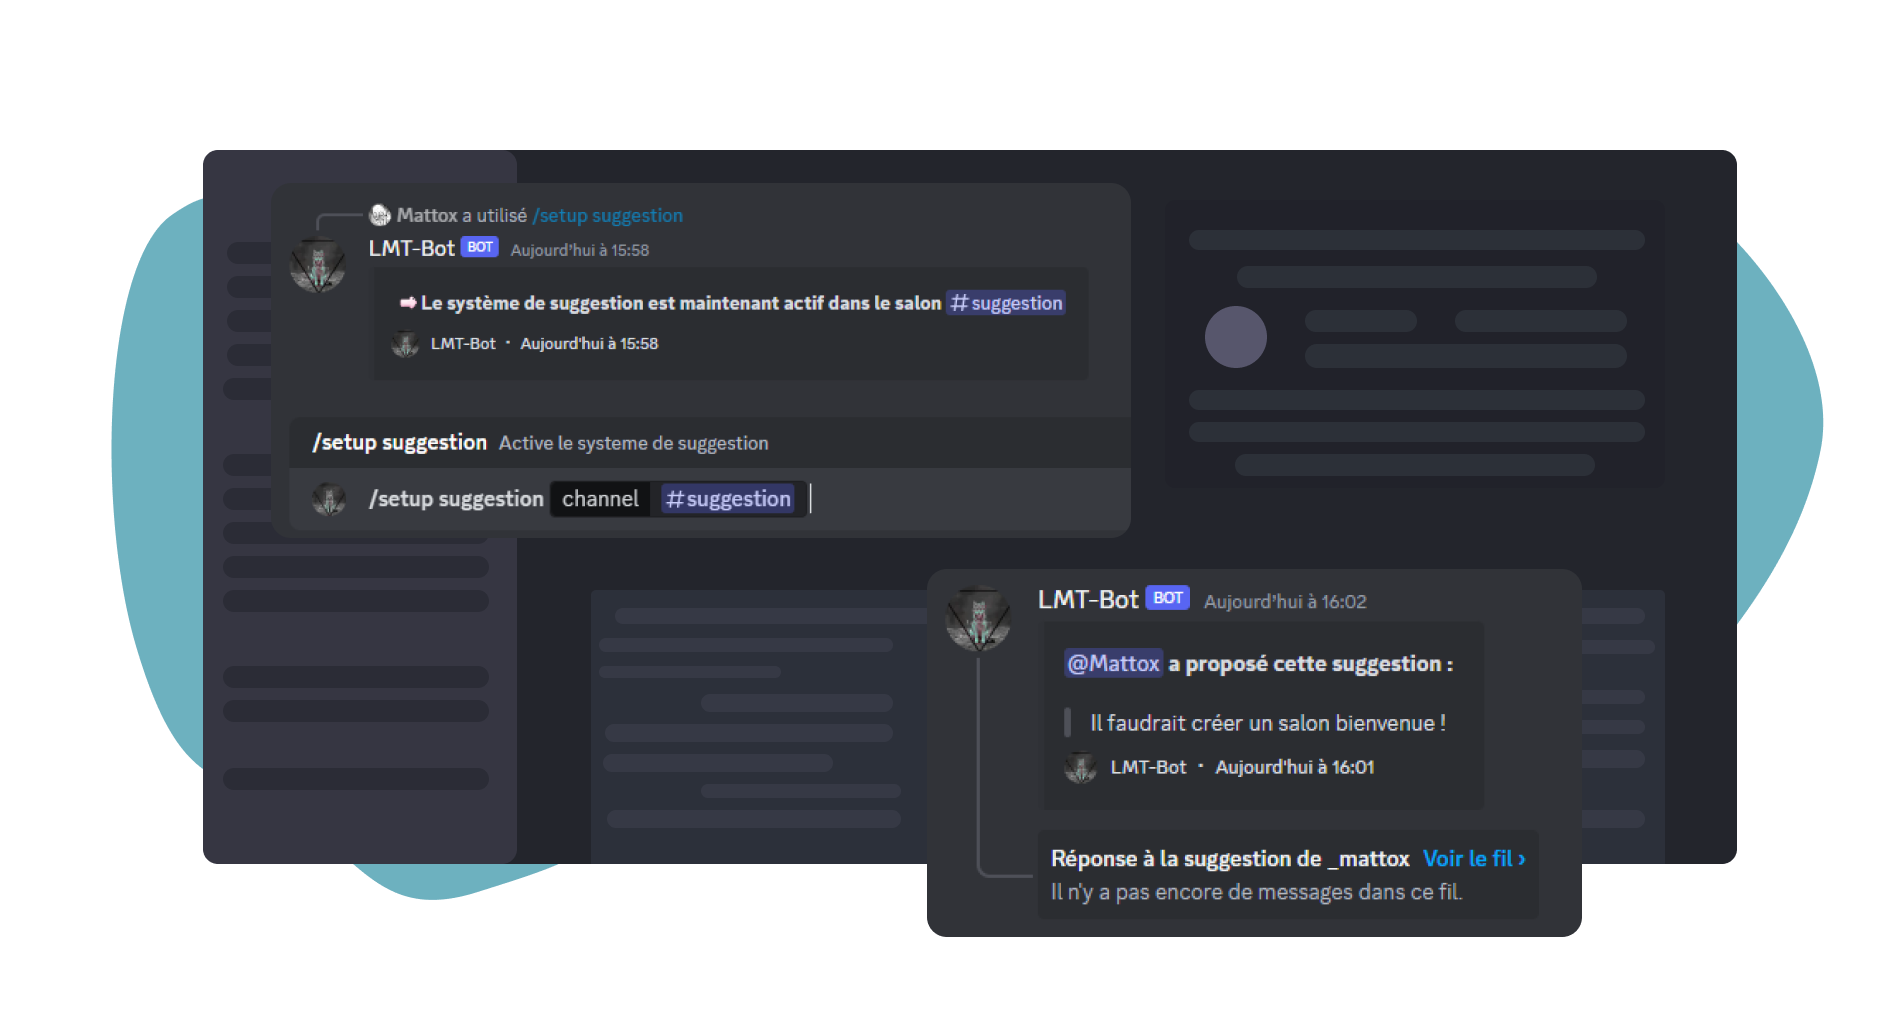 Mattox a utilisé /setup suggestion
LMT-Bot BOT Aujourd'hui à 15:58
Le système de suggestion est maintenant actif dans le salon #suggestion
LMT-Bot · Aujourd'hui à 15:58
/setup suggestion Active le systeme de suggestion
/setup suggestion channel #suggestion
LMT-Bot BOT Aujourd'hui à 16:02
@Mattox a proposé cette suggestion :
Il faudrait créer un salon bienvenue !
LMT-Bot · Aujourd'hui à 16:01
Réponse à la suggestion de _mattox Voir le fil ›
Il n'y a pas encore de messages dans ce fil.